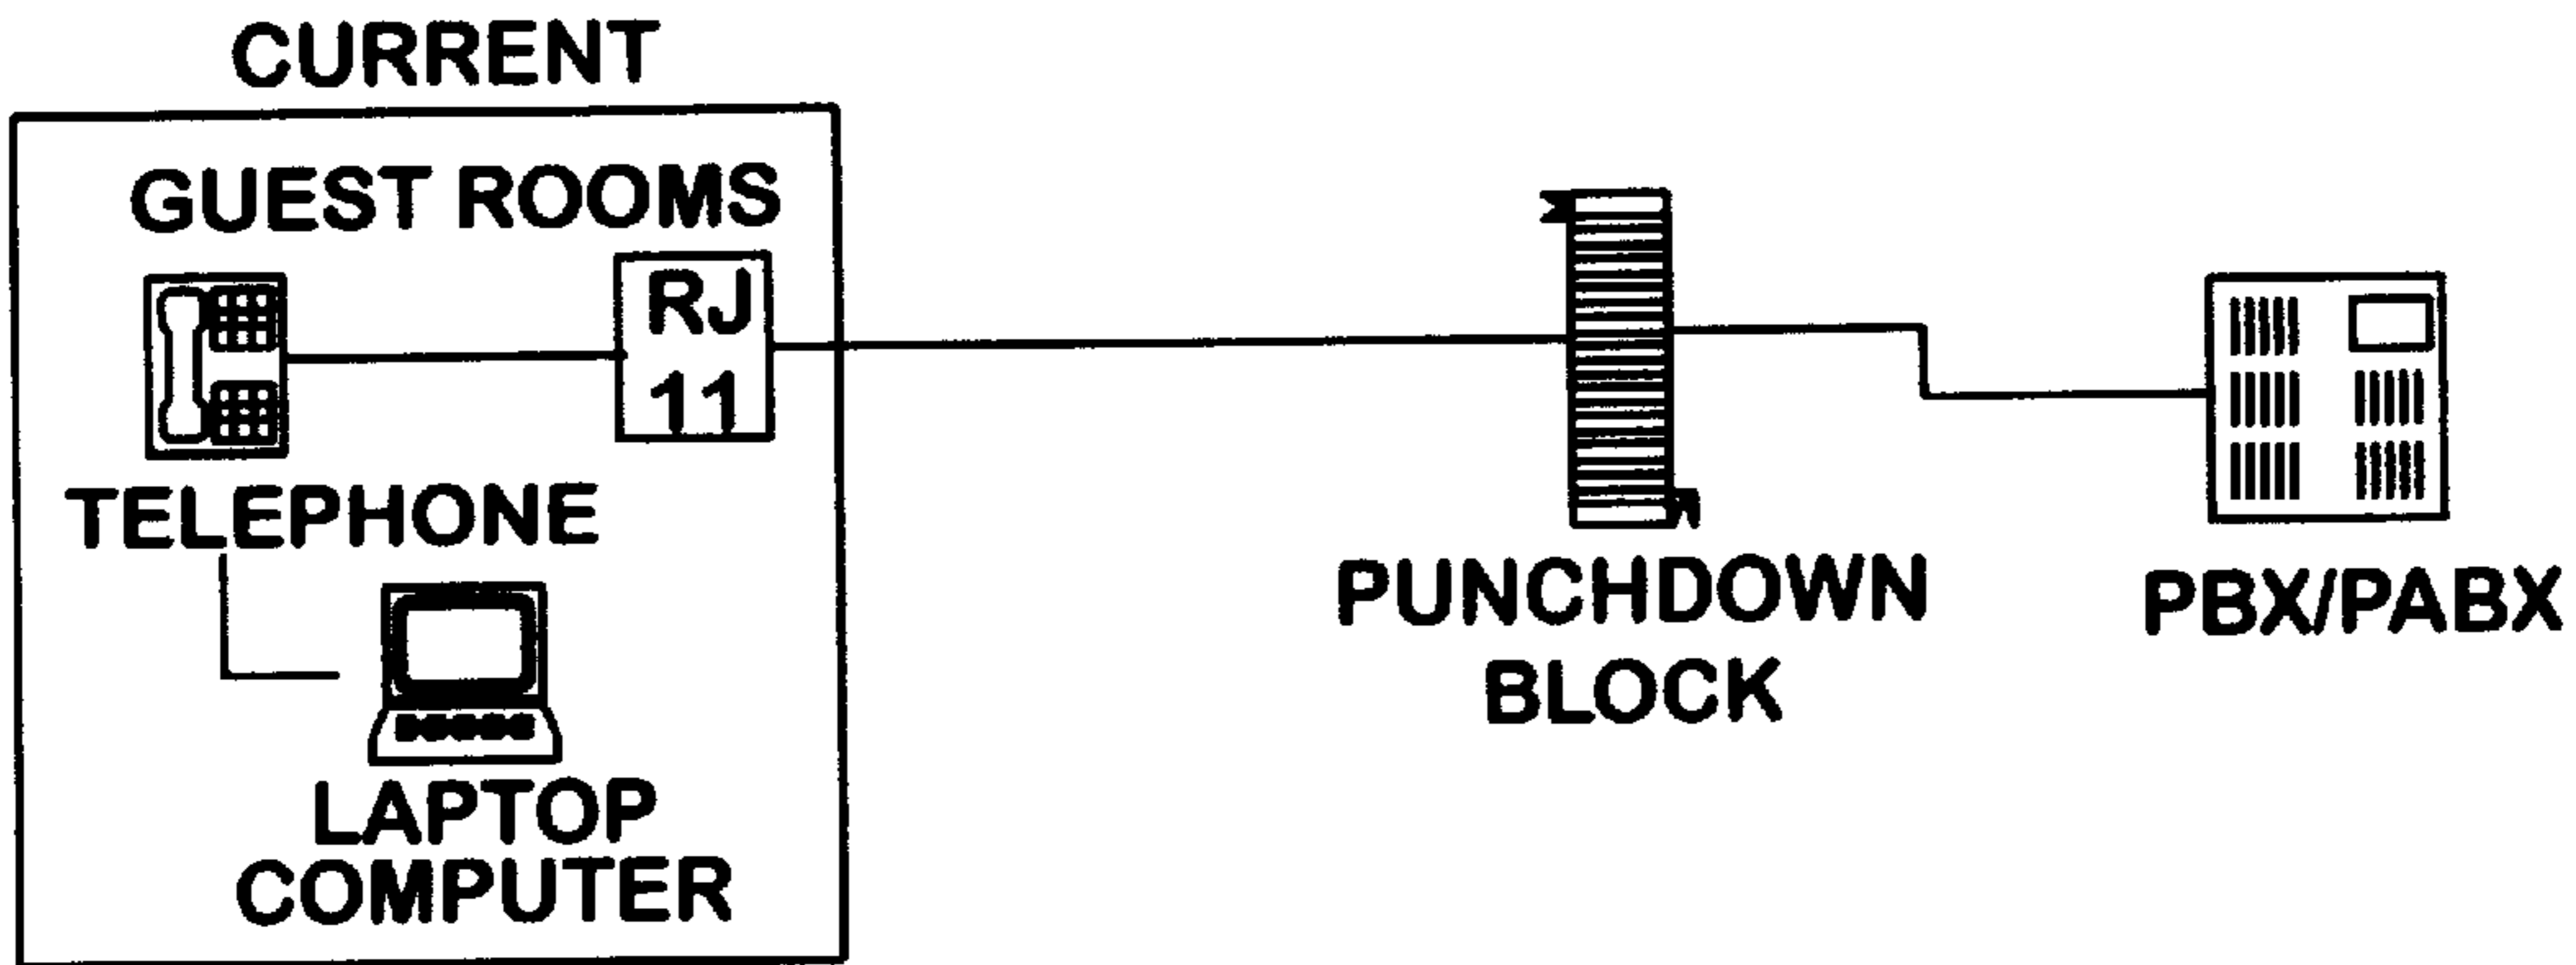 CURRENT
GUEST ROOMS
RJ
11
TELEPHONE
LAPTOP
COMPUTER
PUNCHDOWN
BLOCK
PBX/PABX